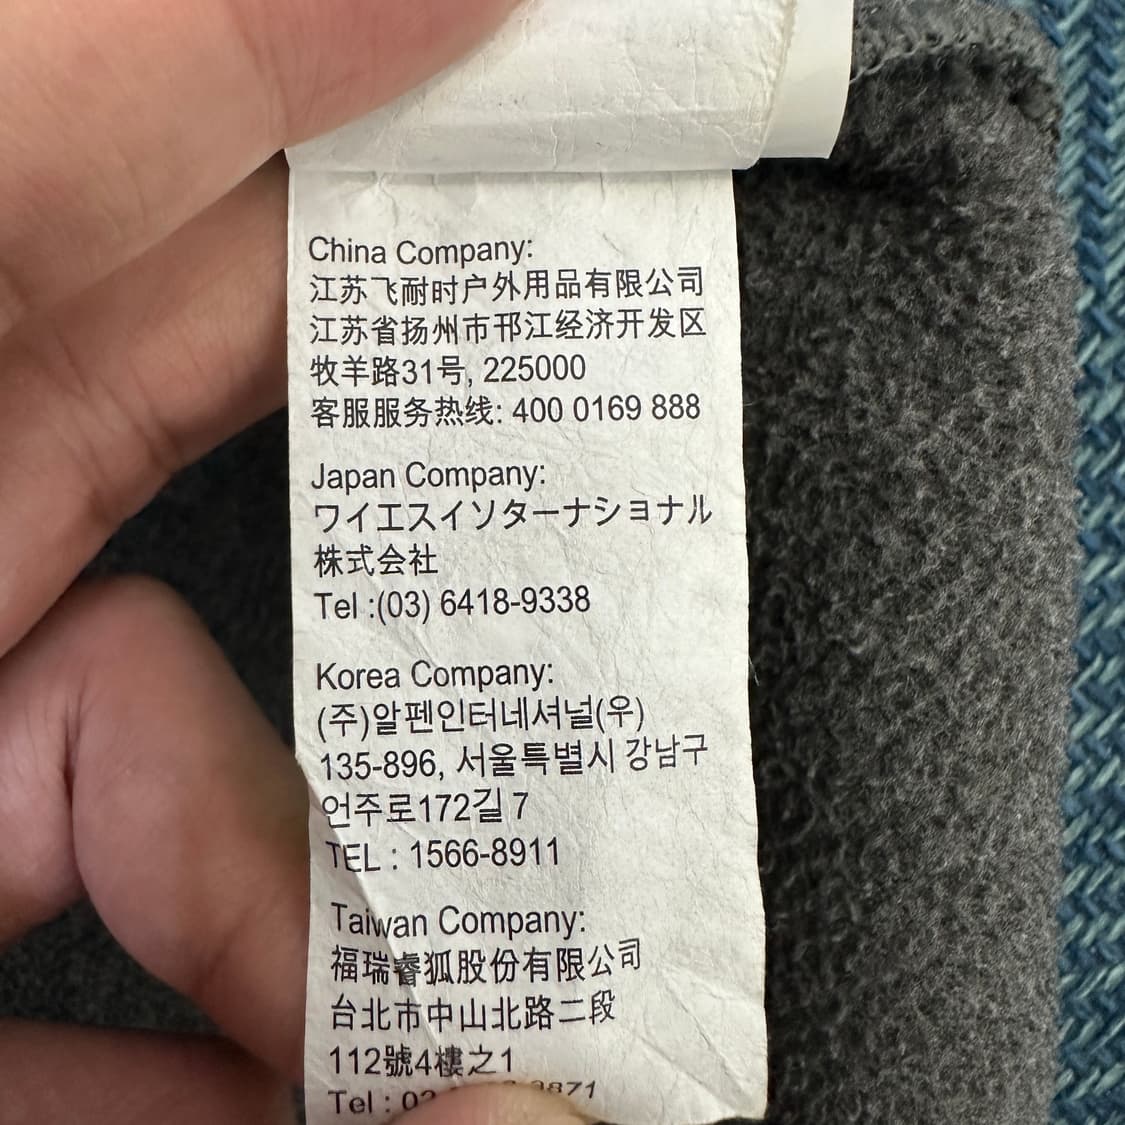 China Company:
江苏飞耐时户外用品有限公司
江苏省扬州市邗江经济开发区
牧羊路31号, 225000
客服服务热线: 400 0169 888
Japan Company:
ワイエスイソターナショナル
株式会社
Tel :(03) 6418-9338
Korea Company:
(주)알펜인터네셔널(우)
135-896, 서울특별시 강남구
언주로172길 7
TEL : 1566-8911
Taiwan Company:
福瑞睿狐股份有限公司
台北市中山北路二段
112號4樓之1
Tel :